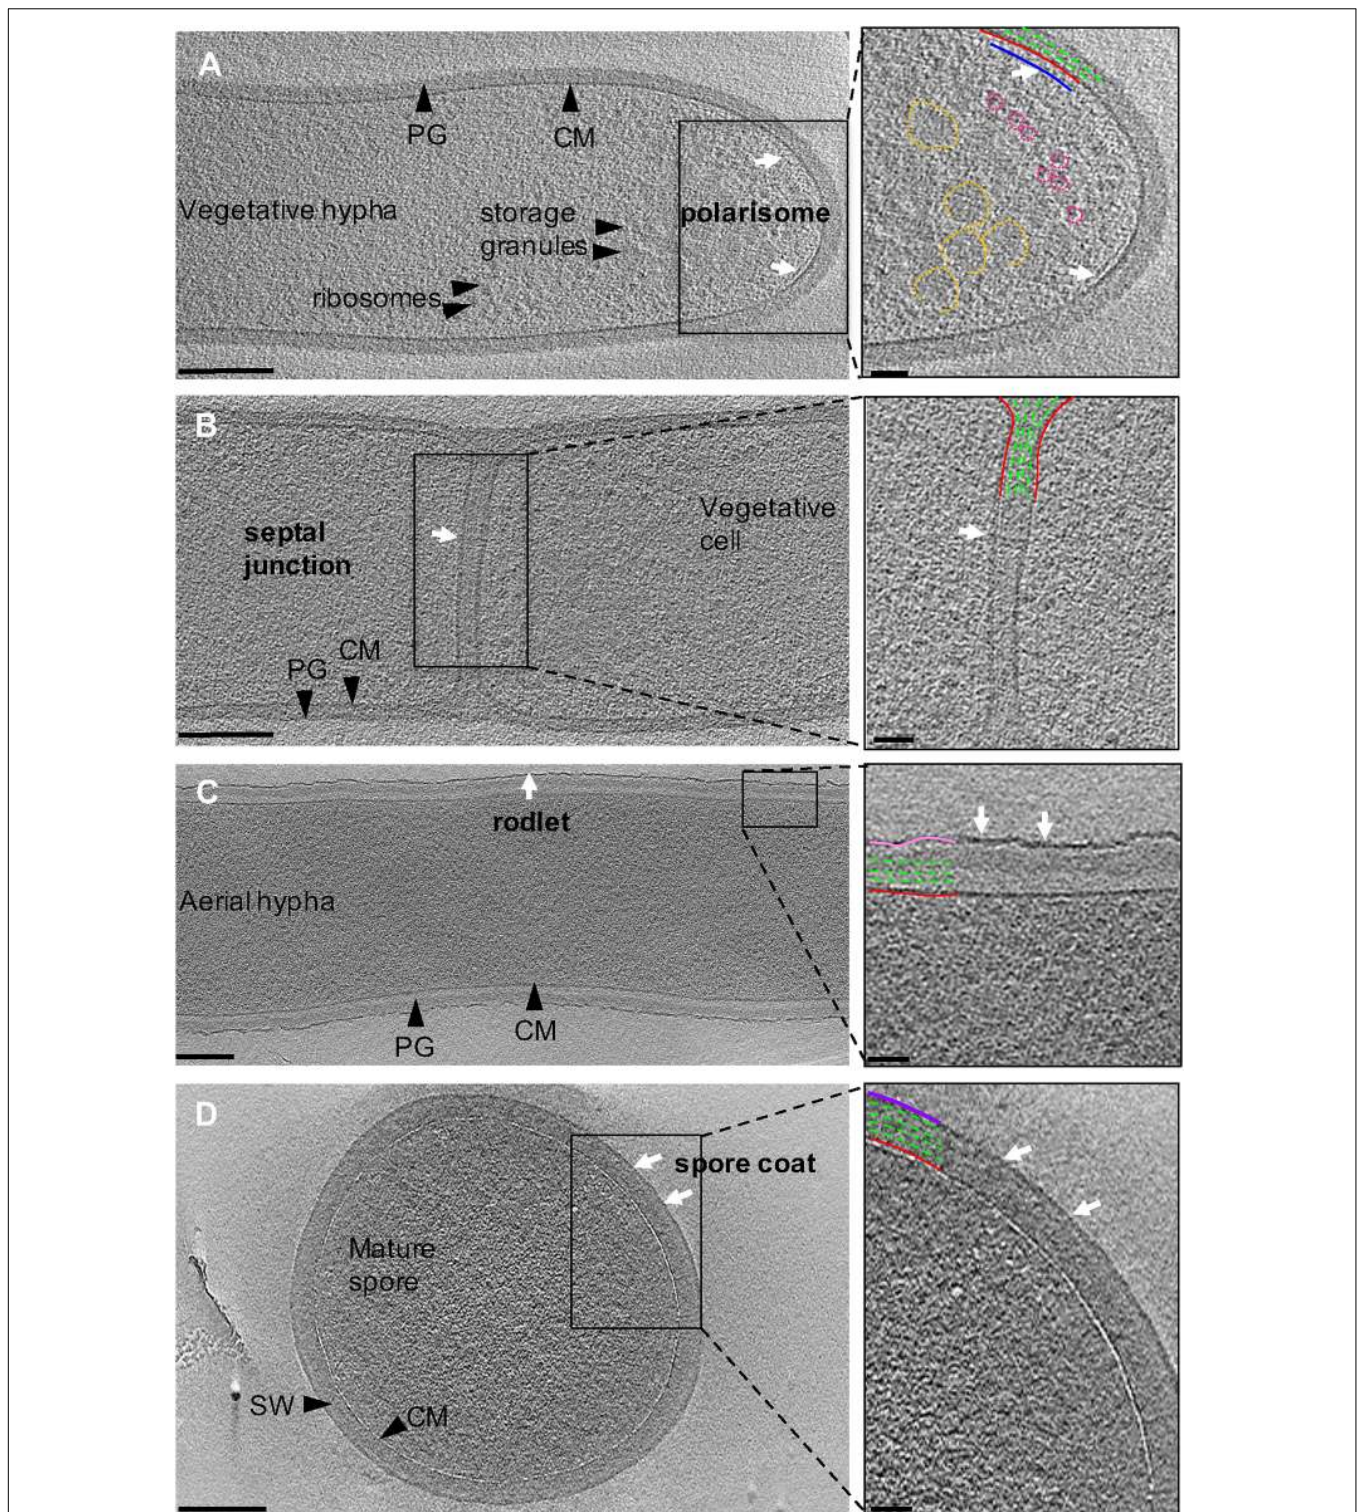 A
PG
CM
Vegetative hypha
storage
granules
polarisome
ribosomes
B
septal
junction
Vegetative
cell
CM
PG
C
rodlet
Aerial hypha
CM
PG
D
spore coat
Mature
spore
SW
CM